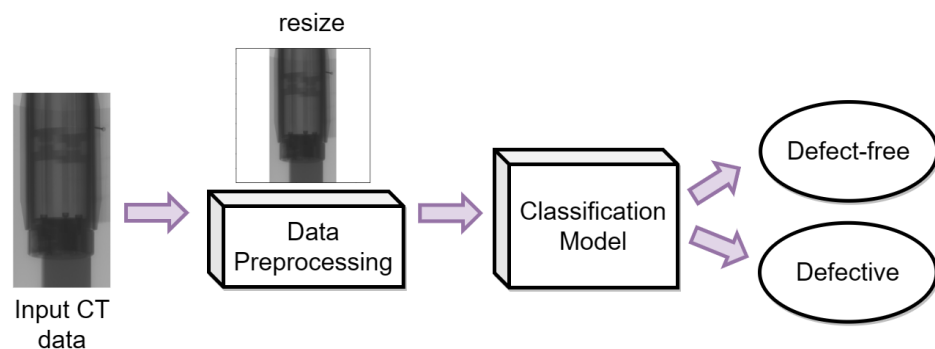 resize
Input CT
data
Data
Preprocessing
Classification
Model
Defect-free
Defective